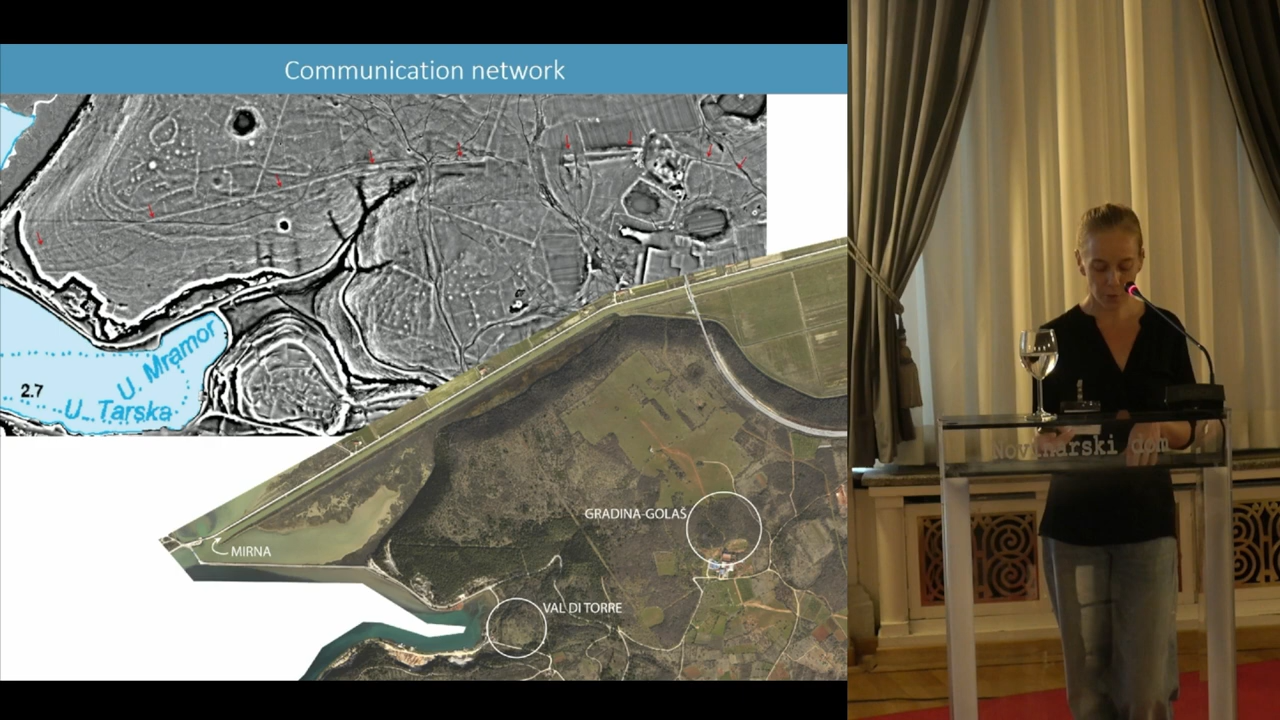 Communication network
U. Mramor
2.7
U. Tarska
GRADINA-GOLAŠ
MIRNA
VAL DI TORRE
Novinarski dom